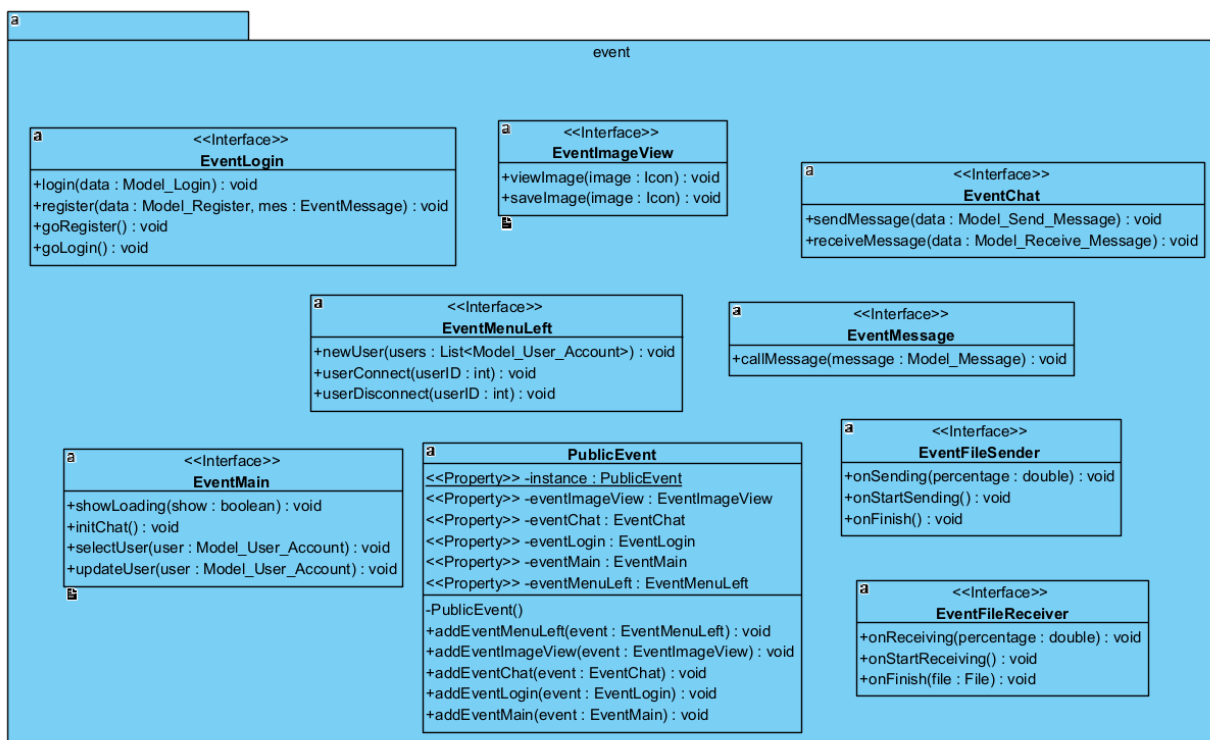 a
event
a
<<Interface>>
EventLogin
+login(data : Model_Login) : void
+register(data : Model_Register, mes : EventMessage) : void
+goRegister() : void
+goLogin() : void
a
<<Interface>>
EventImageView
+viewImage(image : Icon) : void
+saveImage(image : Icon) : void
a
<<Interface>>
EventChat
+sendMessage(data : Model_Send_Message) : void
+receiveMessage(data : Model_Receive_Message) : void
a
<<Interface>>
EventMenuLeft
+newUser(users : List<Model_User_Account>) : void
+userConnect(userID : int) : void
+userDisconnect(userID : int) : void
a
<<Interface>>
EventMessage
+callMessage(message : Model_Message) : void
a
<<Interface>>
EventMain
+showLoading(show : boolean) : void
+initChat() : void
+selectUser(user : Model_User_Account) : void
+updateUser(user : Model_User_Account) : void
a
PublicEvent
<<Property>> -instance : PublicEvent
<<Property>> -eventImageView : EventImageView
<<Property>> -eventChat : EventChat
<<Property>> -eventLogin : EventLogin
<<Property>> -eventMain : EventMain
<<Property>> -eventMenuLeft : EventMenuLeft
-PublicEvent()
+addEventMenuLeft(event : EventMenuLeft) : void
+addEventImageView(event : EventImageView) : void
+addEventChat(event : EventChat) : void
+addEventLogin(event : EventLogin) : void
+addEventMain(event : EventMain) : void
a
<<Interface>>
EventFileSender
+onSending(percentage : double) : void
+onStartSending() : void
+onFinish() : void
a
<<Interface>>
EventFileReceiver
+onReceiving(percentage : double) : void
+onStartReceiving() : void
+onFinish(file : File) : void